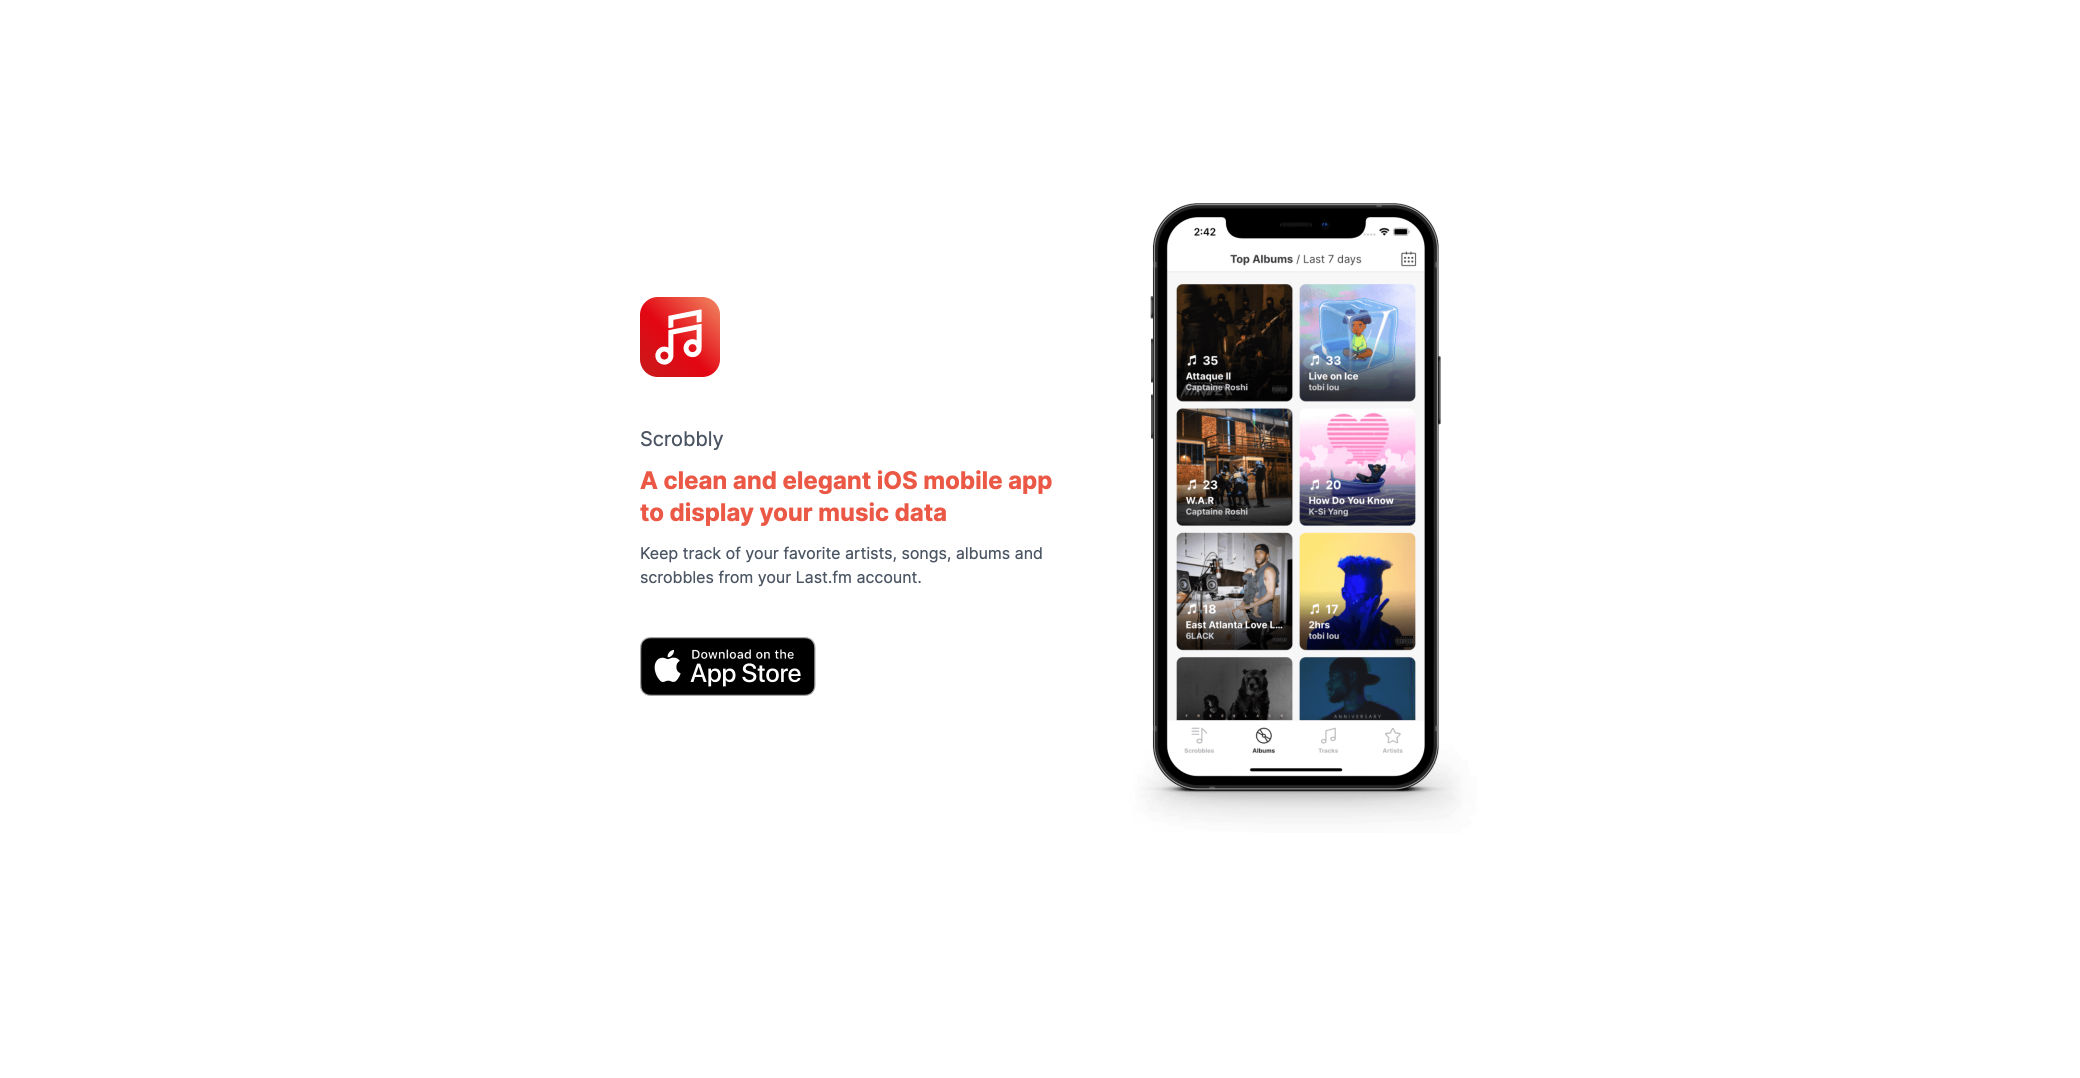 Scrobbly
A clean and elegant iOS mobile app
to display your music data
Keep track of your favorite artists, songs, albums and
scrobbles from your Last.fm account.
Download on the
App Store
2:42
Top Albums / Last 7 days
35
Attaque II
Captaine Roshi
33
Live on Ice
tobi lou
23
W.A.R
Captaine Roshi
20
How Do You Know
K-Si Yang
18
East Atlanta Love L...
6LACK
17
2hrs
tobi lou
FREE 6LACK
ANNIVERSARY
Scrobbles
Albums
Tracks
Artists